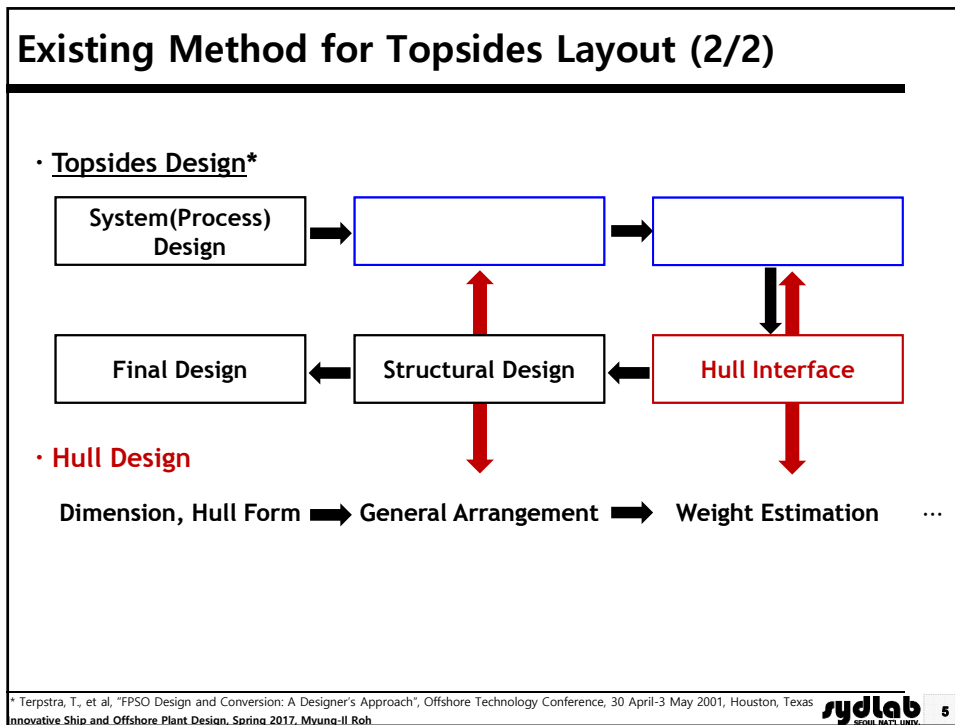 Existing Method for Topsides Layout (2/2)
· Topsides Design*
System(Process)
Design
Final Design
Structural Design
Hull Interface
· Hull Design
Dimension, Hull Form
General Arrangement
Weight Estimation
...
* Terpstra, T., et al, "FPSO Design and Conversion: A Designer's Approach", Offshore Technology Conference, 30 April-3 May 2001, Houston, Texas
nnovative Ship and Offshore Plant Design, Spring 2017, Myung-Il Roh
sydlab
SEOUL NAT'L UNIV.
5